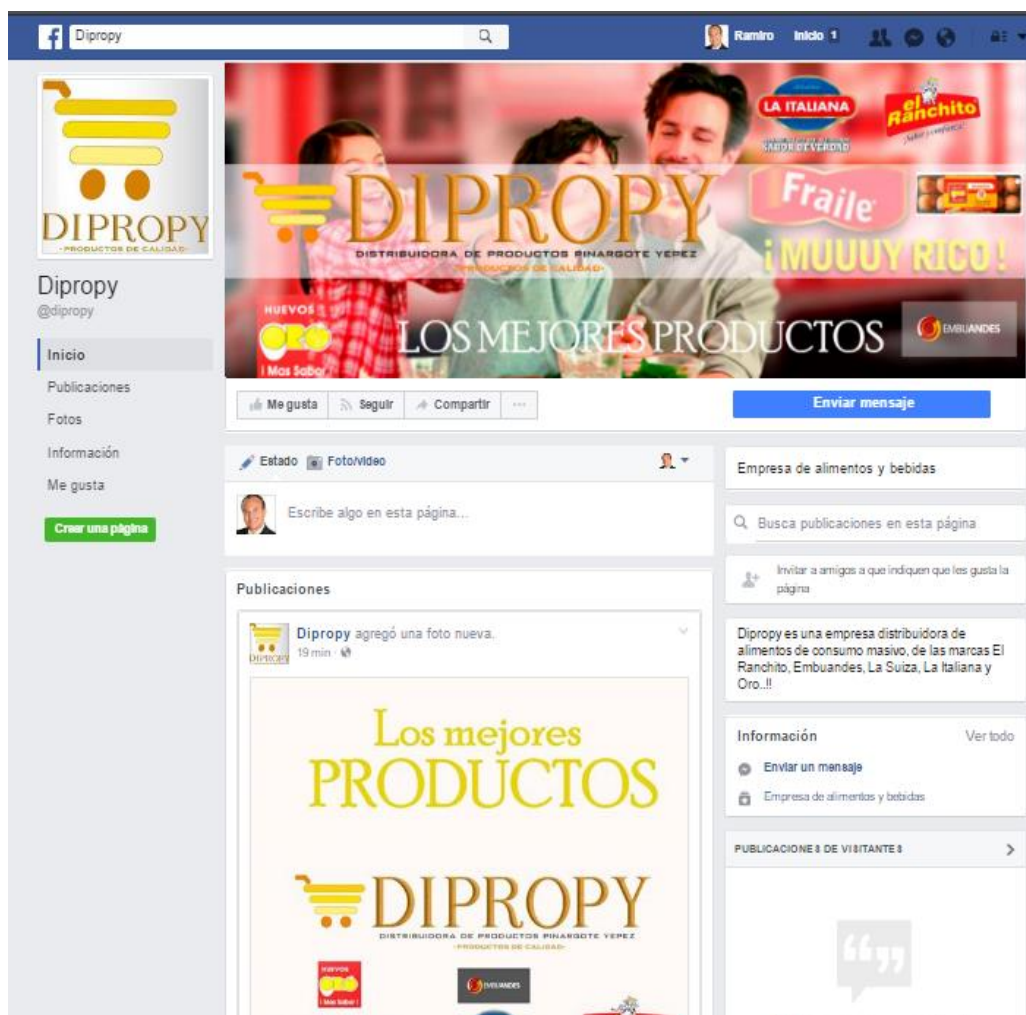 Dipropy
Ramiro
Inicio 1
DIPROPY
-PRODUCTOS DE CALIDAD-
Dipropy
@dipropy
Inicio
Publicaciones
Fotos
Información
Me gusta
Crear una página
LA ITALIANA
SABOR DE VERDAD
el Ranchito
¡Sabor y confianza!
DIPROPY
DISTRIBUIDORA DE PRODUCTOS PINARGOTE YEPEZ
-PRODUCTOS DE CALIDAD-
Fraile
¡MUUUY RICO!
HUEVOS
ORO
¡Mas Sabor!
LOS MEJORES PRODUCTOS
EMBUANDES
Me gusta
Seguir
Compartir
...
Enviar mensaje
Estado
Foto/video
Escribe algo en esta página...
Publicaciones
Dipropy agregó una foto nueva.
19 min ·
DIPROPY
Los mejores
PRODUCTOS
DIPROPY
DISTRIBUIDORA DE PRODUCTOS PINARGOTE YEPEZ
-PRODUCTOS DE CALIDAD-
HUEVOS
ORO
¡Mas Sabor!
EMBUANDES
Empresa de alimentos y bebidas
Busca publicaciones en esta página
Invitar a amigos a que indiquen que les gusta la
página
Dipropy es una empresa distribuidora de
alimentos de consumo masivo, de las marcas El
Ranchito, Embuandes, La Suiza, La Italiana y
Oro..!!
Información
Ver todo
Enviar un mensaje
Empresa de alimentos y bebidas
PUBLICACIONES DE VISITANTES